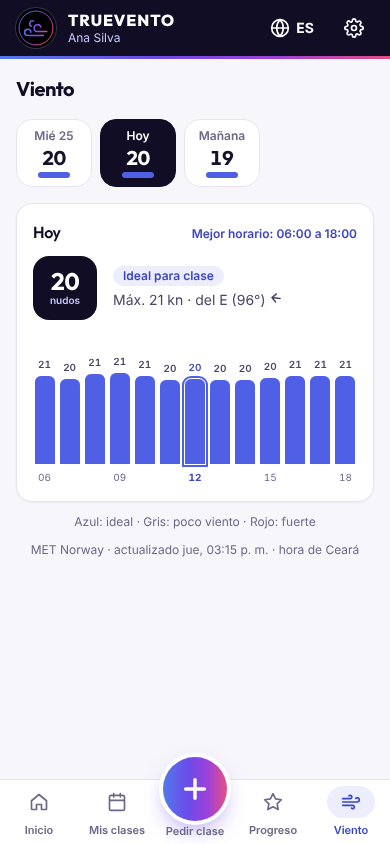 TRUEVENTO
Ana Silva
ES
Viento
Mié 25
20
Hoy
20
Mañana
19
Hoy
Mejor horario: 06:00 a 18:00
20
nudos
Ideal para clase
Máx. 21 kn · del E (96°) ←
21 20 21 21 21 20 20 20 20 20 21 21 21
06 09 12 15 18
Azul: ideal · Gris: poco viento · Rojo: fuerte
MET Norway · actualizado jue, 03:15 p. m. · hora de Ceará
Inicio
Mis clases
Pedir clase
Progreso
Viento